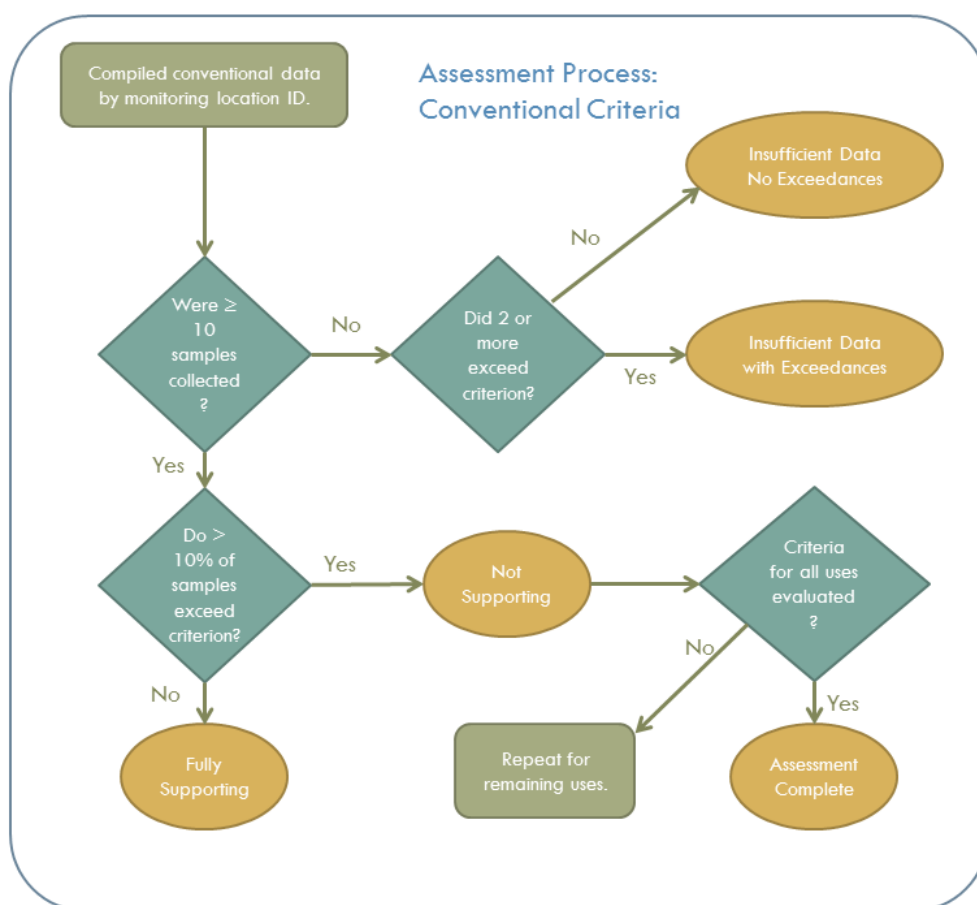 Compiled conventional data
by monitoring location ID.
Assessment Process:
Conventional Criteria
Insufficient Data
No Exceedances
No
Were ≥
10
samples
collected
?
No
Did 2 or
more
exceed
criterion?
Yes
Insufficient Data
with Exceedances
Yes
Do >
10% of
samples
exceed
criterion?
Yes
Not
Supporting
Criteria
for all uses
evaluated
?
No
No
Yes
Fully
Supporting
Repeat for
remaining uses.
Assessment
Complete